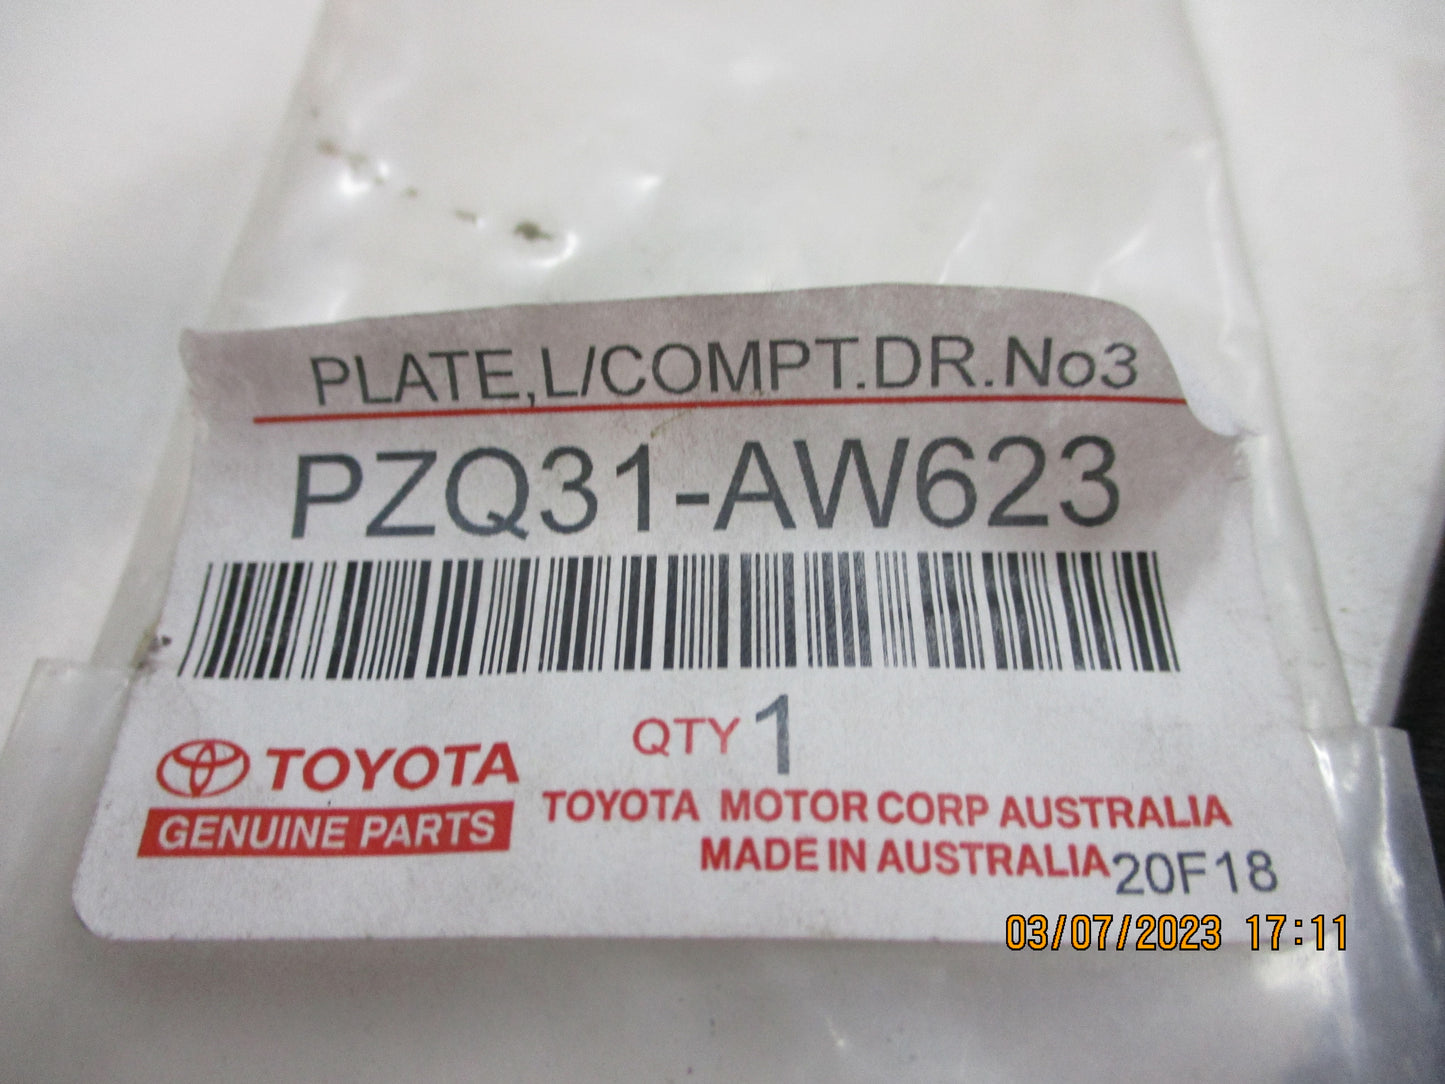 PLATE,L/COMPT.DR.No3
PZQ31-AW623
QTY 1
TOYOTA
GENUINE PARTS
TOYOTA MOTOR CORP AUSTRALIA
MADE IN AUSTRALIA 20F18
03/07/2023 17:11